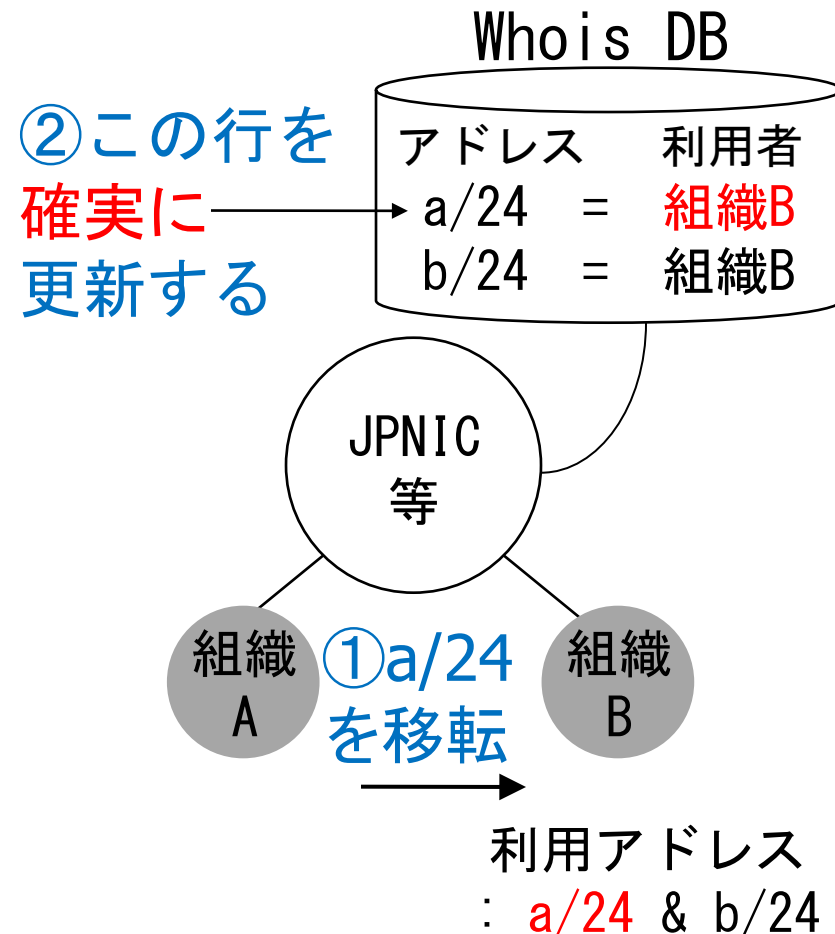 Whois DB
②この行を
確実に
更新する
アドレス 利用者
a/24 = 組織B
b/24 = 組織B
JPNIC
等
組織
A
①a/24
を移転
組織
B
利用アドレス
: a/24 & b/24